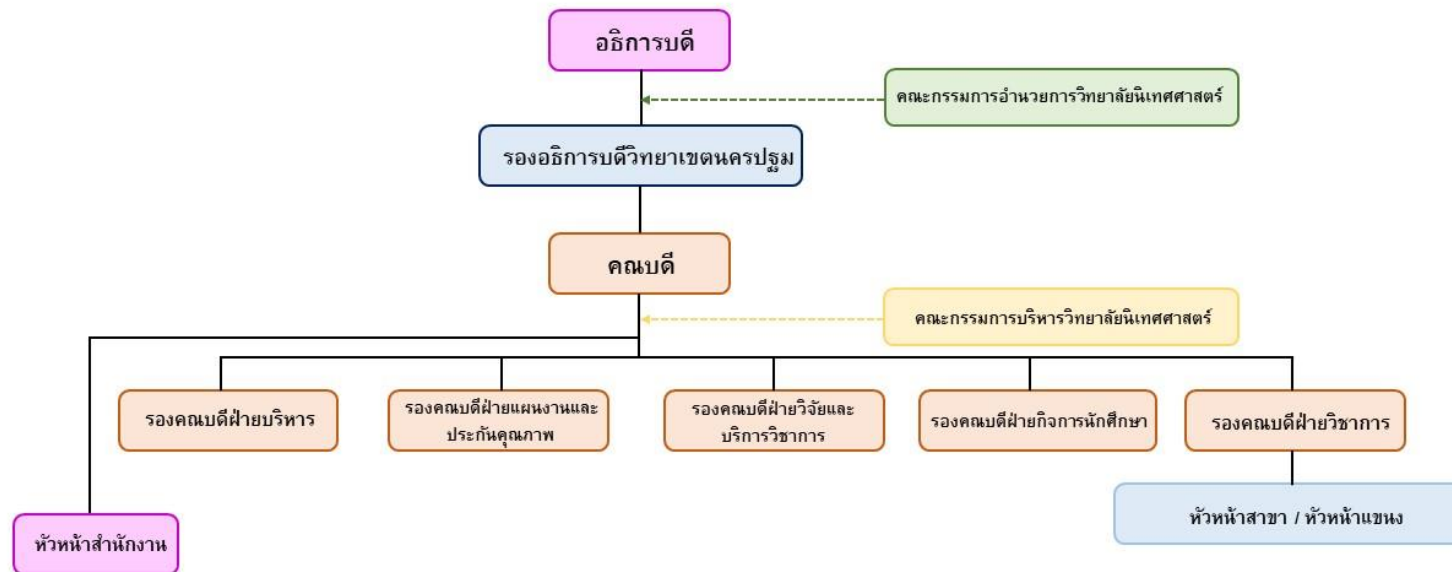 อธิการบดี
คณะกรรมการอำนวยการวิทยาลัยนิเทศศาสตร์
รองอธิการบดีวิทยาเขตนครปฐม
คณบดี
คณะกรรมการบริหารวิทยาลัยนิเทศศาสตร์
รองคณบดีฝ่ายบริหาร
รองคณบดีฝ่ายแผนงานและ
ประกันคุณภาพ
รองคณบดีฝ่ายวิจัยและ
บริการวิชาการ
รองคณบดีฝ่ายกิจการนักศึกษา
รองคณบดีฝ่ายวิชาการ
หัวหน้าสาขา / หัวหน้าแขนง
หัวหน้าสำนักงาน